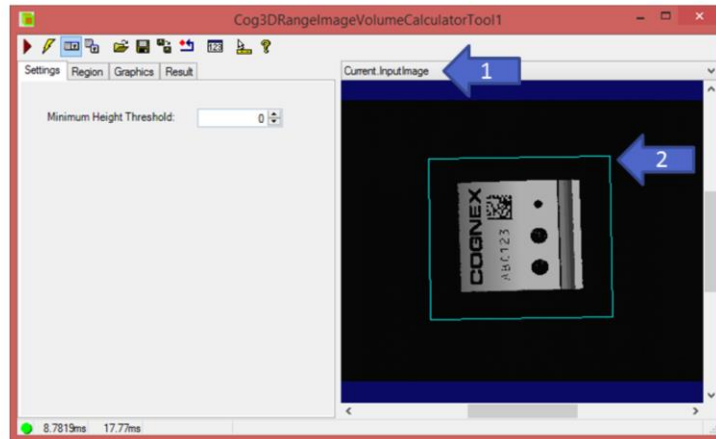 Cog3DRangeImageVolumeCalculatorTool1
Settings Region Graphics Result
Current.InputImage
1
Minimum Height Threshold: 0
2
COGNEX
ABC123
8.7819ms 17.77ms